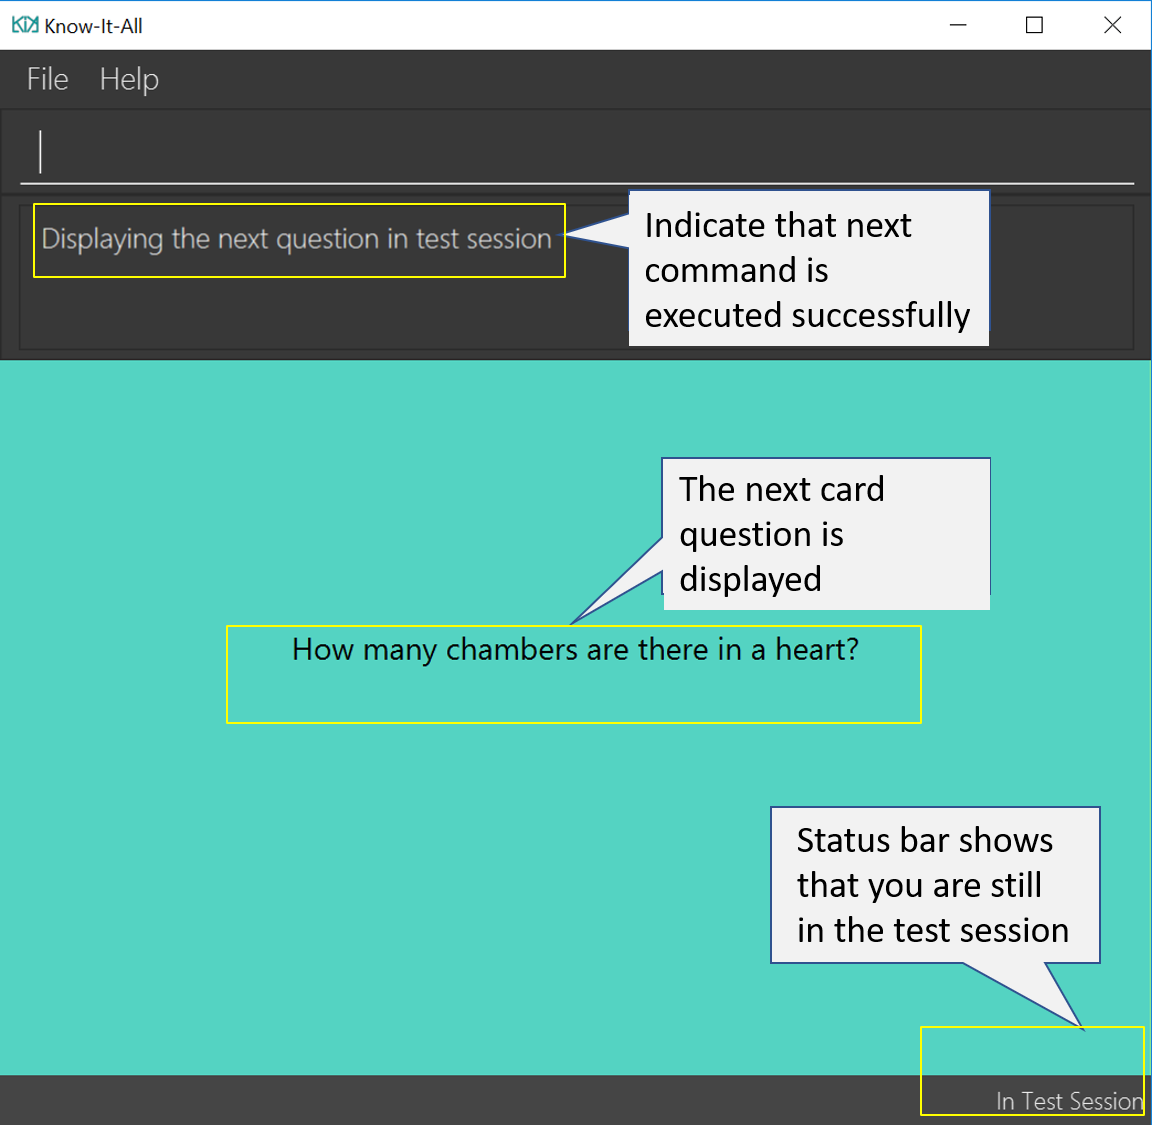 KIA Know-It-All
File Help
Displaying the next question in test session
Indicate that next
command is
executed successfully
The next card
question is
displayed
How many chambers are there in a heart?
Status bar shows
that you are still
in the test session
In Test Session